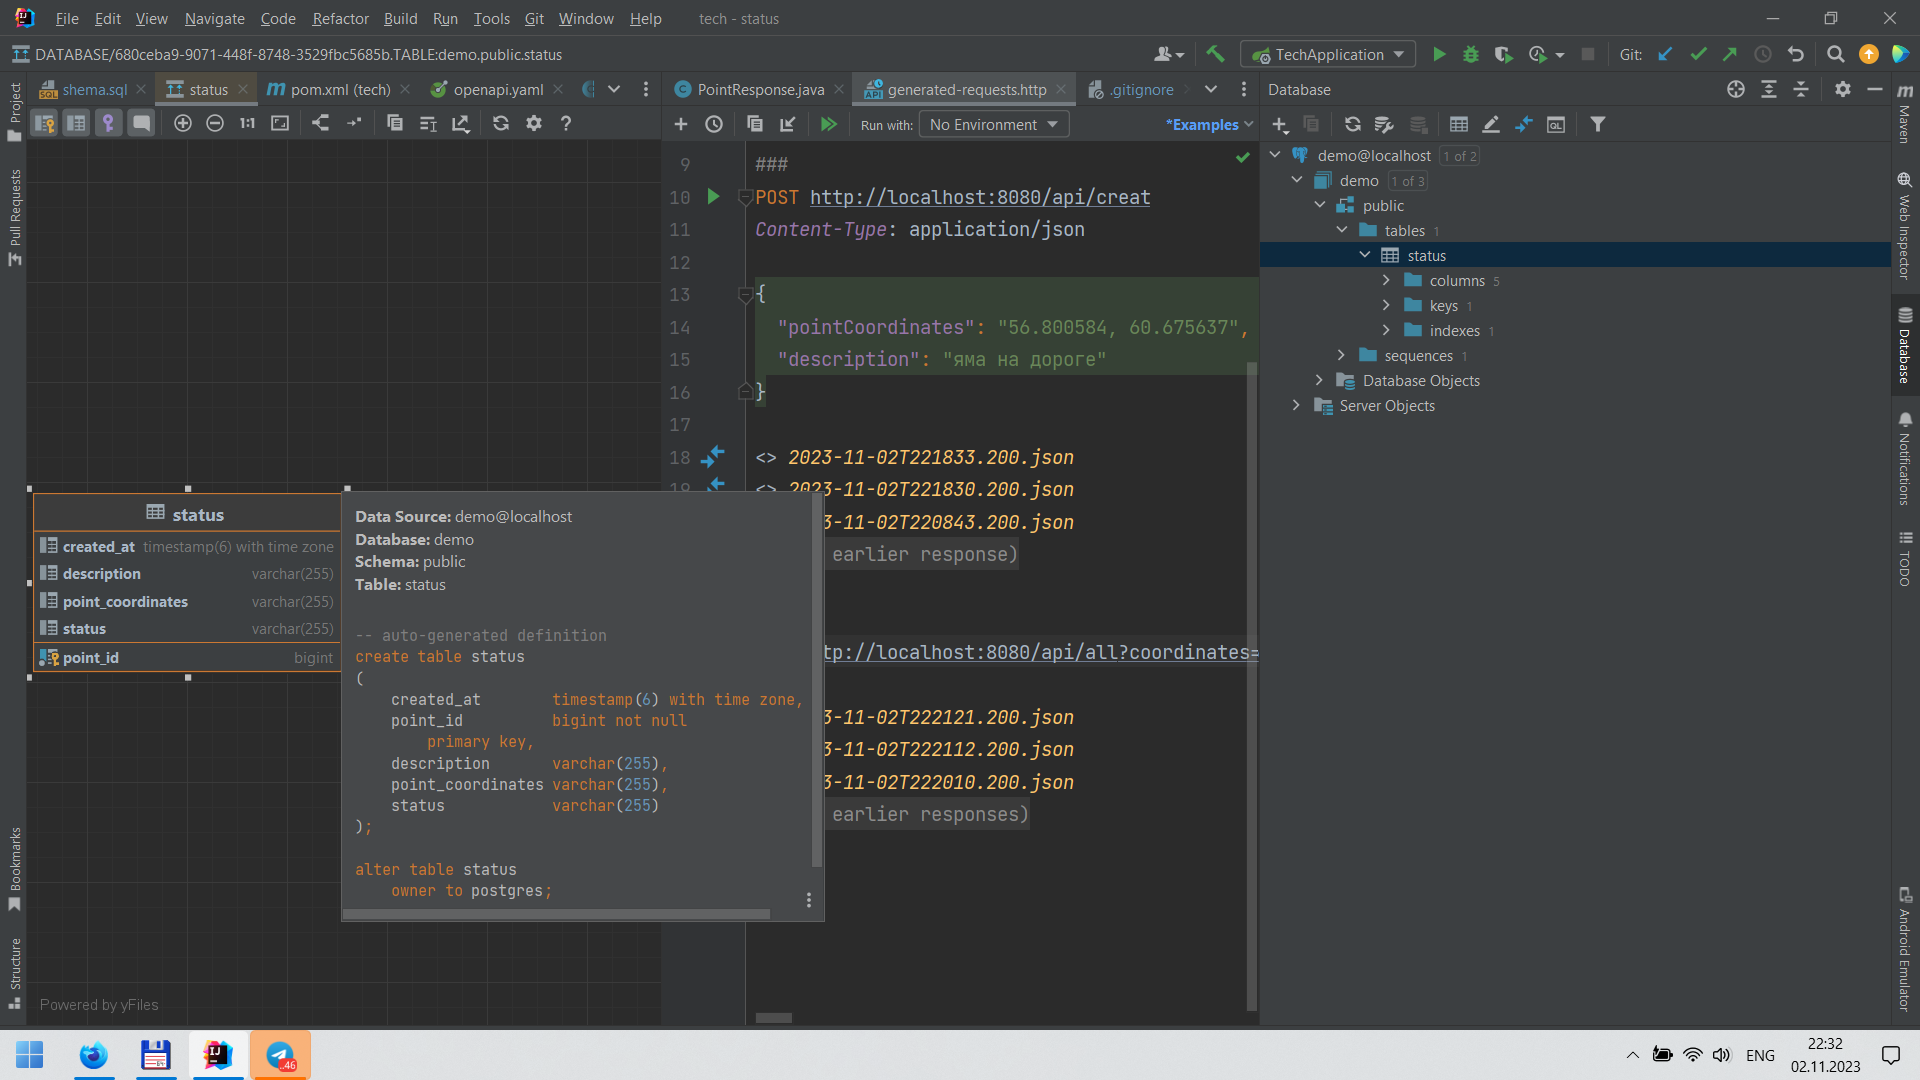 File Edit View Navigate Code Refactor Build Run Tools Git Window Help tech - status
DATABASE/680ceba9-9071-448f-8748-3529fbc5685b.TABLE:demo.public.status
TechApplication
Git:
shema.sql
status
pom.xml (tech)
openapi.yaml
PointResponse.java
generated-requests.http
.gitignore
Database
1:1
Run with: No Environment
*Examples
Project
Pull Requests
Bookmarks
Structure
9 ###
10 POST http://localhost:8080/api/creat
11 Content-Type: application/json
12
13 {
14 "pointCoordinates": "56.800584, 60.675637",
15 "description": "яма на дороге"
16 }
17
18 <> 2023-11-02T221833.200.json
19 <> 2023-11-02T221830.200.json
3-11-02T220843.200.json
earlier response)
tp://localhost:8080/api/all?coordinates=
3-11-02T222121.200.json
3-11-02T222112.200.json
3-11-02T222010.200.json
earlier responses)
status
created_at timestamp(6) with time zone
description varchar(255)
point_coordinates varchar(255)
status varchar(255)
point_id bigint
Powered by yFiles
Data Source: demo@localhost
Database: demo
Schema: public
Table: status
-- auto-generated definition
create table status
(
created_at timestamp(6) with time zone,
point_id bigint not null
primary key,
description varchar(255),
point_coordinates varchar(255),
status varchar(255)
);
alter table status
owner to postgres;
demo@localhost 1 of 2
demo 1 of 3
public
tables 1
status
columns 5
keys 1
indexes 1
sequences 1
Database Objects
Server Objects
Maven
Web Inspector
Database
Notifications
TODO
Android Emulator
..46
ENG
22:32
02.11.2023